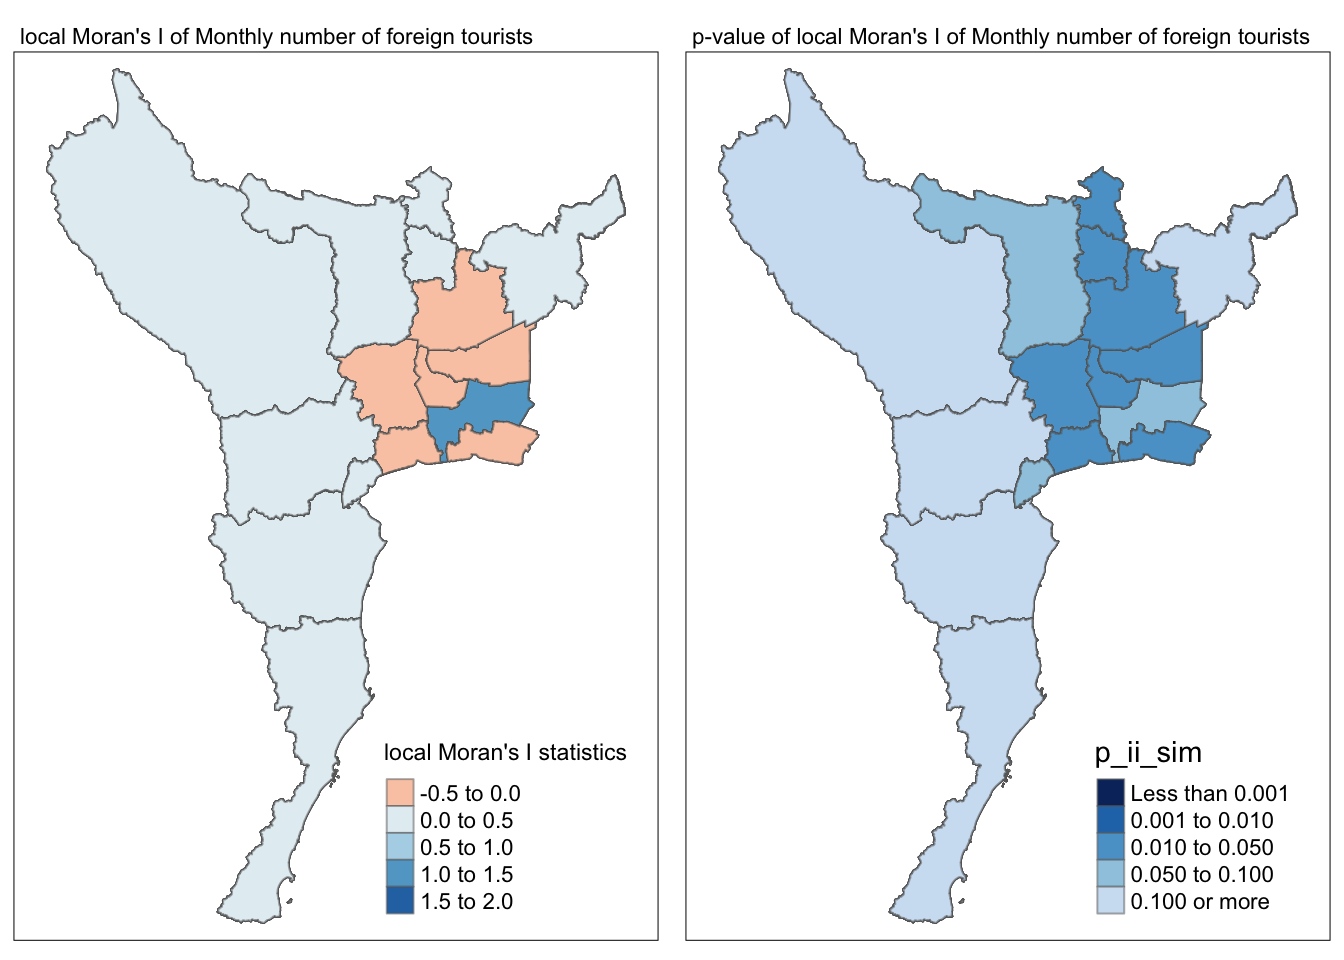 local Moran's I of Monthly number of foreign tourists
p-value of local Moran's I of Monthly number of foreign tourists
local Moran's I statistics
-0.5 to 0.0
0.0 to 0.5
0.5 to 1.0
1.0 to 1.5
1.5 to 2.0
p_ii_sim
Less than 0.001
0.001 to 0.010
0.010 to 0.050
0.050 to 0.100
0.100 or more